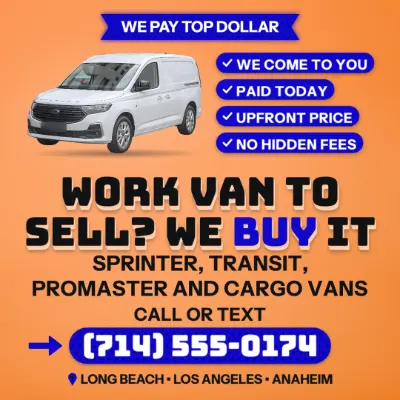 WE PAY TOP DOLLAR
WE COME TO YOU
PAID TODAY
UPFRONT PRICE
NO HIDDEN FEES
WORK VAN TO
SELL? WE BUY IT
SPRINTER, TRANSIT,
PROMASTER AND CARGO VANS
CALL OR TEXT
(714) 555-0174
LONG BEACH • LOS ANGELES • ANAHEIM